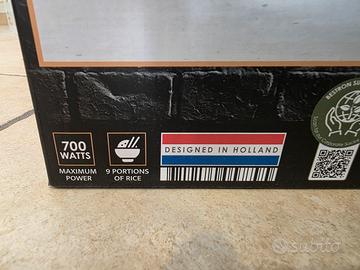 700
WATTS
MAXIMUM
POWER
9 PORTIONS
OF RICE
DESIGNED IN HOLLAND
subito